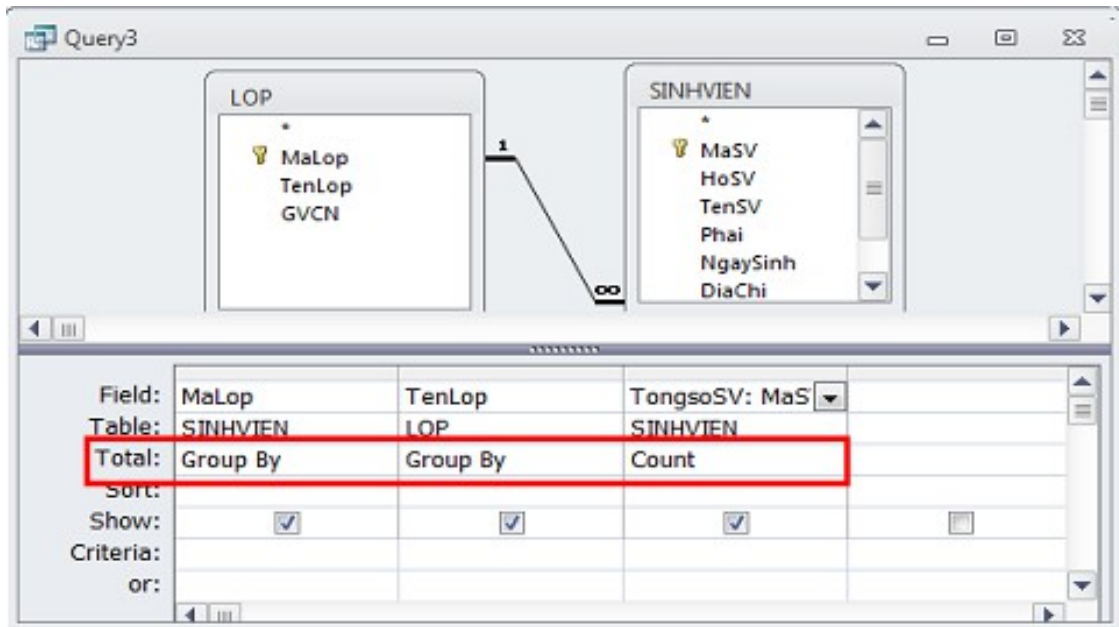 Query3
LOP
*
MaLop
TenLop
GVCN
1
∞
SINHVIEN
*
MaSV
HoSV
TenSV
Phai
NgaySinh
DiaChi
Field: MaLop TenLop TongsoSV: MaS
Table: SINHVIEN LOP SINHVIEN
Total: Group By Group By Count
Sort:
Show:
Criteria:
or: